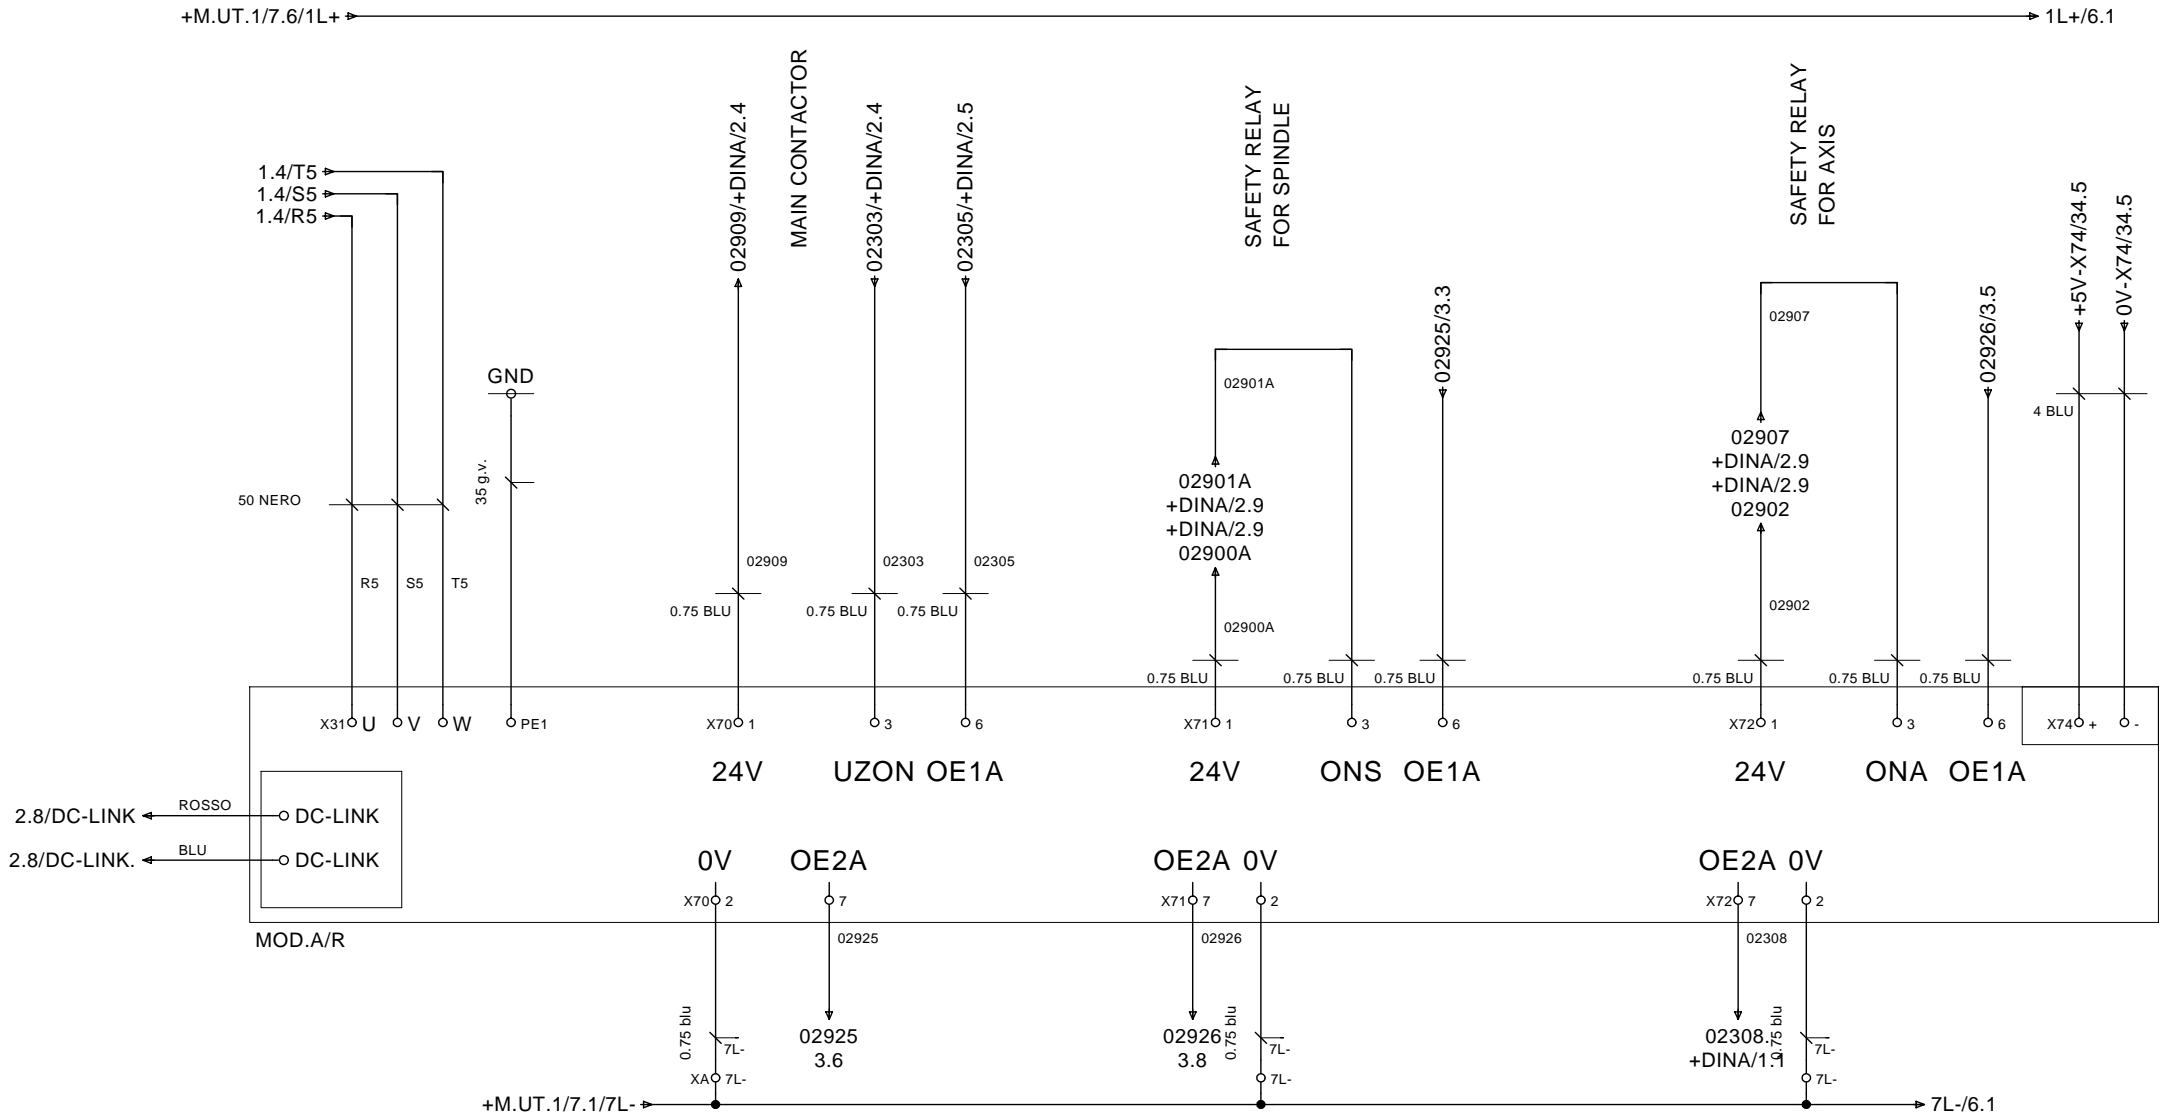 +M.UT.1/7.6/1L+
1L+/6.1
1.4/T5
1.4/S5
1.4/R5
GND
50 NERO
35 g.v.
R5
S5
T5
02909/+DINA/2.4
MAIN CONTACTOR
02303/+DINA/2.4
02305/+DINA/2.5
02909
02303
02305
0.75 BLU
0.75 BLU
0.75 BLU
SAFETY RELAY
FOR SPINDLE
02901A
02901A
+DINA/2.9
+DINA/2.9
02900A
02900A
02925/3.3
0.75 BLU
0.75 BLU
0.75 BLU
SAFETY RELAY
FOR AXIS
02907
02907
+DINA/2.9
+DINA/2.9
02902
02902
02926/3.5
0.75 BLU
0.75 BLU
0.75 BLU
+5V-X74/34.5
0V-X74/34.5
4 BLU
X31 U V W PE1
X70 1 3 6
X71 1 3 6
X72 1 3 6
X74 + -
24V UZON OE1A
24V ONS OE1A
24V ONA OE1A
2.8/DC-LINK ROSSO DC-LINK
2.8/DC-LINK. BLU DC-LINK
0V OE2A
OE2A 0V
OE2A 0V
X70 2 7
X71 7 2
X72 7 2
MOD.A/R
02925
02926
02308
0.75 blu
7L-
XA 7L-
02925
3.6
02926
3.8
0.75 blu
7L-
7L-
02308.
+DINA/1.1
0.75 blu
7L-
7L-
+M.UT.1/7.1/7L-
7L-/6.1